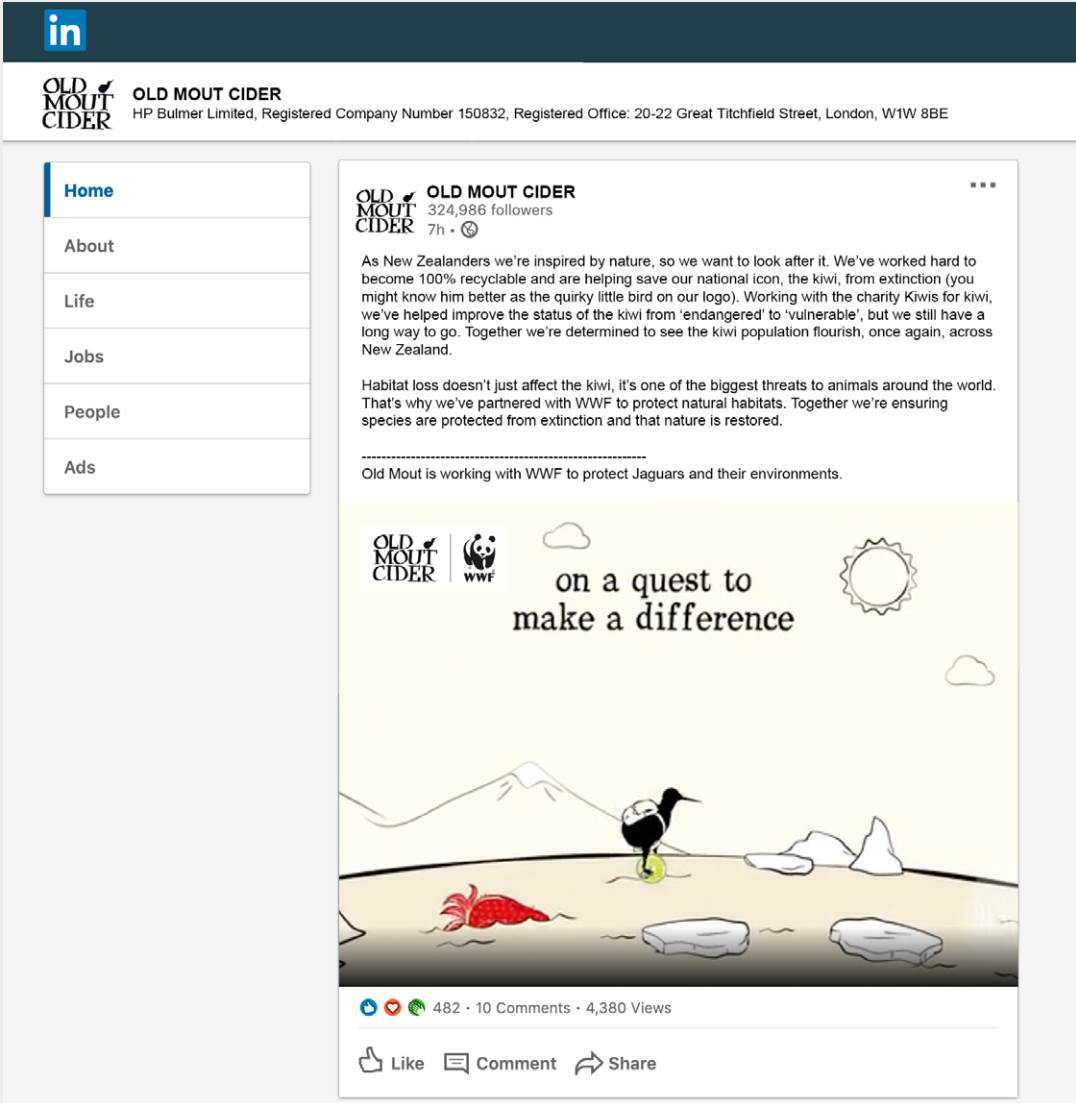 in
OLD MOUT CIDER
OLD MOUT CIDER
HP Bulmer Limited, Registered Company Number 150832, Registered Office: 20-22 Great Titchfield Street, London, W1W 8BE
Home
About
Life
Jobs
People
Ads
OLD MOUT CIDER
OLD MOUT CIDER
324,986 followers
7h •
As New Zealanders we’re inspired by nature, so we want to look after it. We’ve worked hard to
become 100% recyclable and are helping save our national icon, the kiwi, from extinction (you
might know him better as the quirky little bird on our logo). Working with the charity Kiwis for kiwi,
we’ve helped improve the status of the kiwi from ‘endangered’ to ‘vulnerable’, but we still have a
long way to go. Together we’re determined to see the kiwi population flourish, once again, across
New Zealand.
Habitat loss doesn’t just affect the kiwi, it’s one of the biggest threats to animals around the world.
That’s why we’ve partnered with WWF to protect natural habitats. Together we’re ensuring
species are protected from extinction and that nature is restored.
----------------------------------------------------------
Old Mout is working with WWF to protect Jaguars and their environments.
OLD MOUT CIDER
WWF
on a quest to
make a difference
482 · 10 Comments · 4,380 Views
Like
Comment
Share